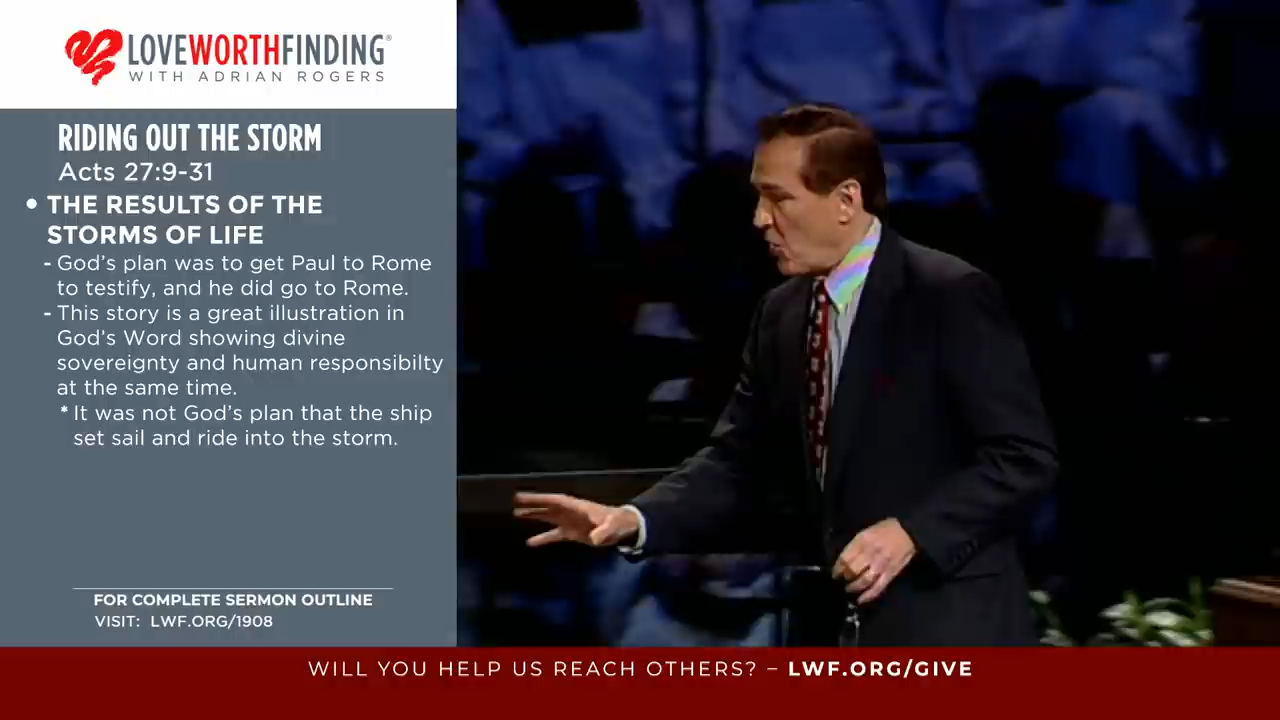 LOVEWORTHFINDING®
WITH ADRIAN ROGERS
RIDING OUT THE STORM
Acts 27:9-31
• THE RESULTS OF THE
STORMS OF LIFE
- God's plan was to get Paul to Rome
to testify, and he did go to Rome.
- This story is a great illustration in
God's Word showing divine
sovereignty and human responsibilty
at the same time.
* It was not God's plan that the ship
set sail and ride into the storm.
FOR COMPLETE SERMON OUTLINE
VISIT: LWF.ORG/1908
WILL YOU HELP US REACH OTHERS? – LWF.ORG/GIVE